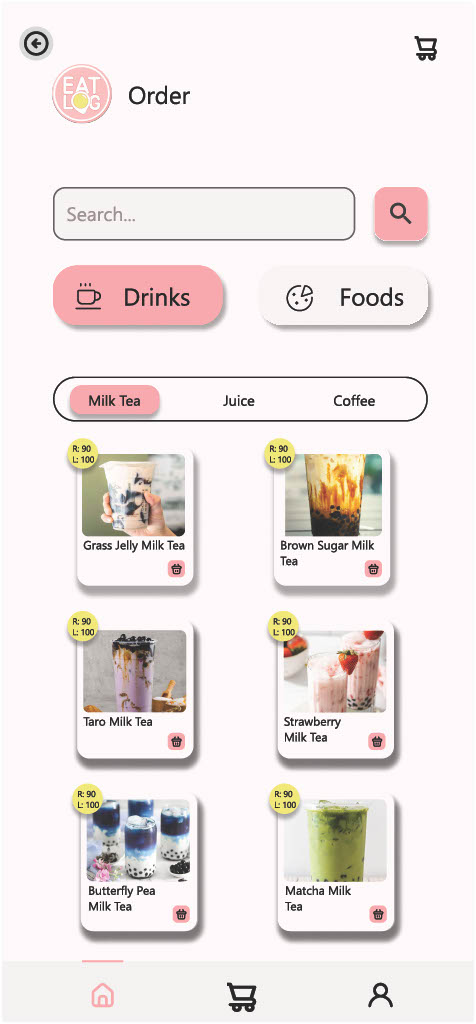 EAT
LOG
Order
Search...
Drinks
Foods
Milk Tea
Juice
Coffee
R: 90
L: 100
Grass Jelly Milk Tea
R: 90
L: 100
Brown Sugar Milk
Tea
R: 90
L: 100
Taro Milk Tea
R: 90
L: 100
Strawberry
Milk Tea
R: 90
L: 100
Butterfly Pea
Milk Tea
R: 90
L: 100
Matcha Milk
Tea